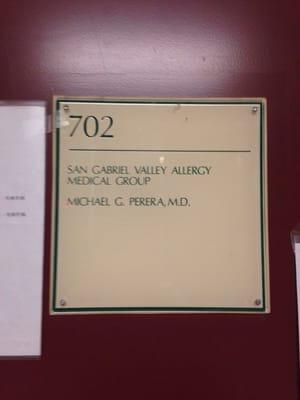 702
SAN GABRIEL VALLEY ALLERGY
MEDICAL GROUP
MICHAEL G. PERERA, M.D.